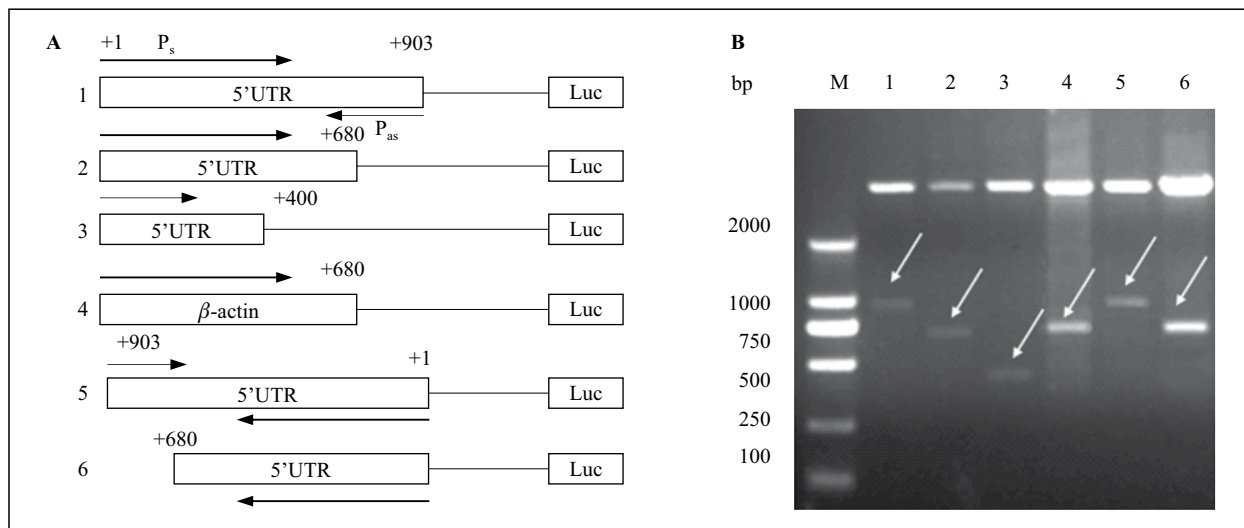 A
+1 Ps +903
1 5'UTR Luc
Pas
+680
2 5'UTR Luc
+400
3 5'UTR Luc
+680
4 β-actin Luc
+903 +1
5 5'UTR Luc
+680
6 5'UTR Luc
B
bp M 1 2 3 4 5 6
2000
1000
750
500
250
100